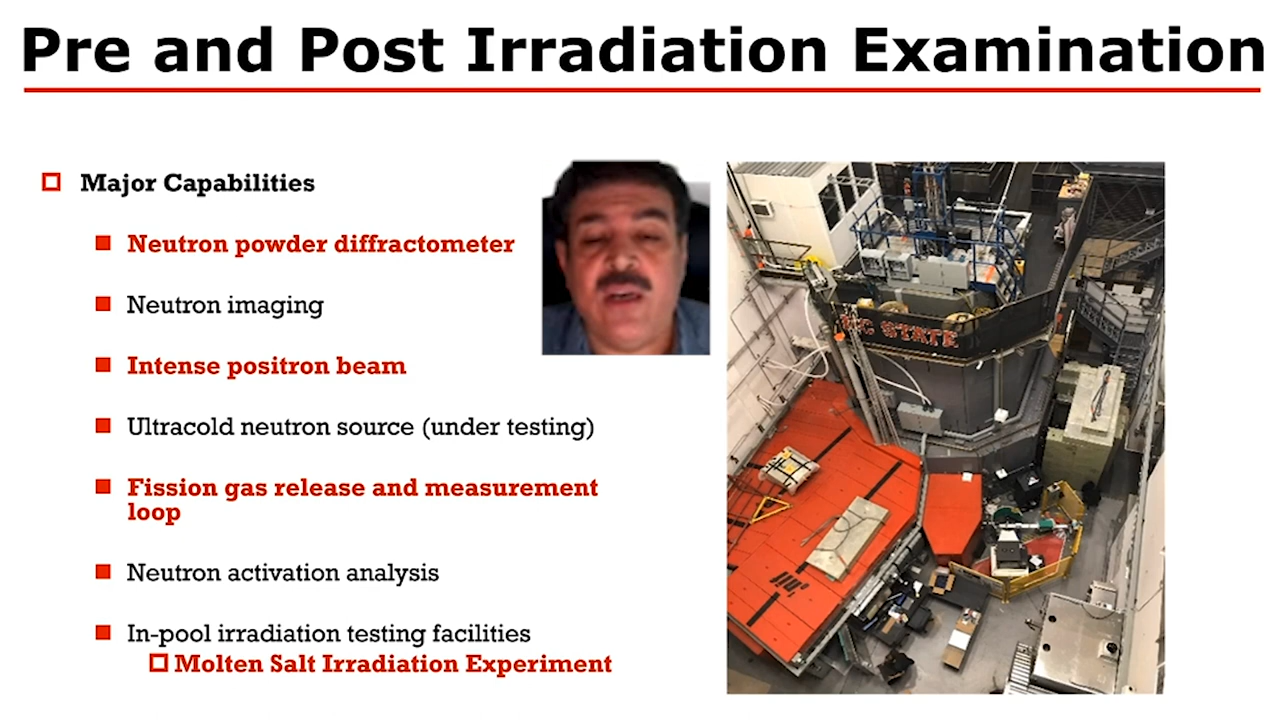 Pre and Post Irradiation Examination
Major Capabilities
Neutron powder diffractometer
Neutron imaging
Intense positron beam
Ultracold neutron source (under testing)
Fission gas release and measurement
loop
Neutron activation analysis
In-pool irradiation testing facilities
Molten Salt Irradiation Experiment
NC STATE